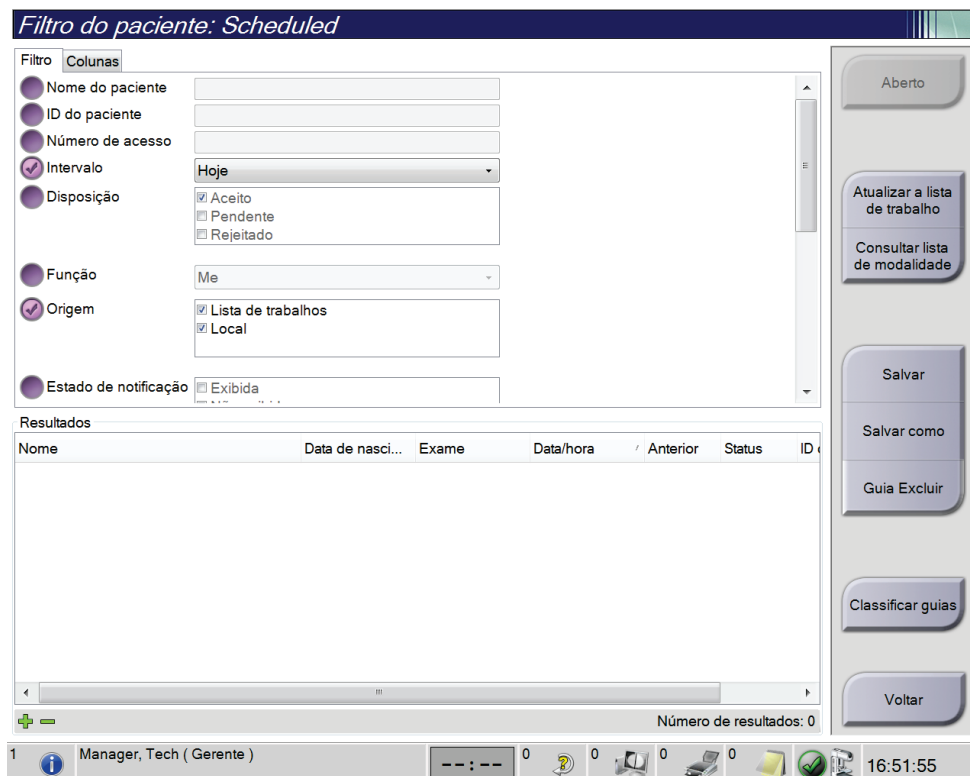 Filtro do paciente: Scheduled
Filtro Colunas
Nome do paciente
ID do paciente
Número de acesso
Intervalo Hoje
Disposição Aceito
Pendente
Rejeitado
Função Me
Origem Lista de trabalhos
Local
Estado de notificação Exibida
Aberto
Atualizar a lista
de trabalho
Consultar lista
de modalidade
Salvar
Salvar como
Guia Excluir
Classificar guias
Voltar
Resultados
Nome Data de nasci... Exame Data/hora Anterior Status ID
Número de resultados: 0
1 Manager, Tech ( Gerente ) --:-- 0 0 0 0 16:51:55